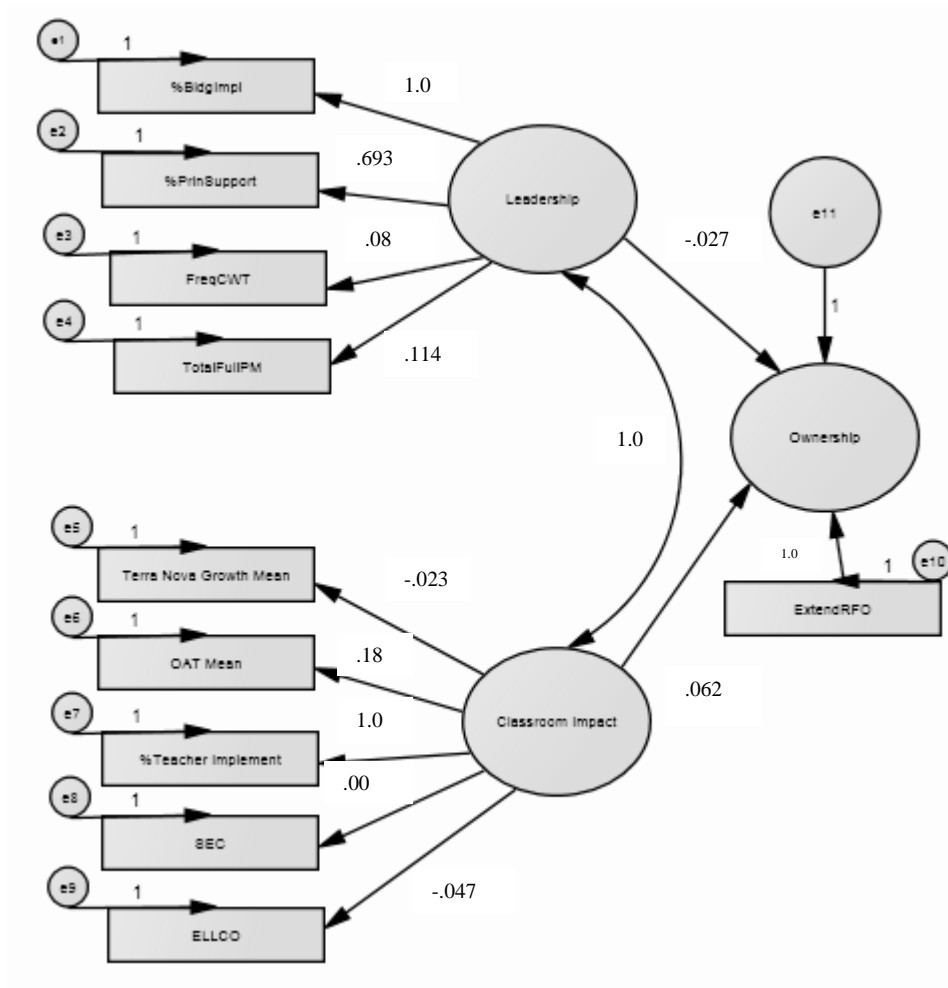 e1
1
%BldgImpl
1.0
e2
1
%PrinSupport
.693
e3
1
FreqCWT
.08
e4
1
TotalFullPM
.114
Leadership
-.027
e11
1
Ownership
1.0
1.0
1
e10
ExtendRFO
e5
1
Terra Nova Growth Mean
-.023
e6
1
OAT Mean
.18
e7
1
%Teacher Implement
1.0
.00
e8
1
SEC
e9
1
ELLCO
-.047
Classroom Impact
.062